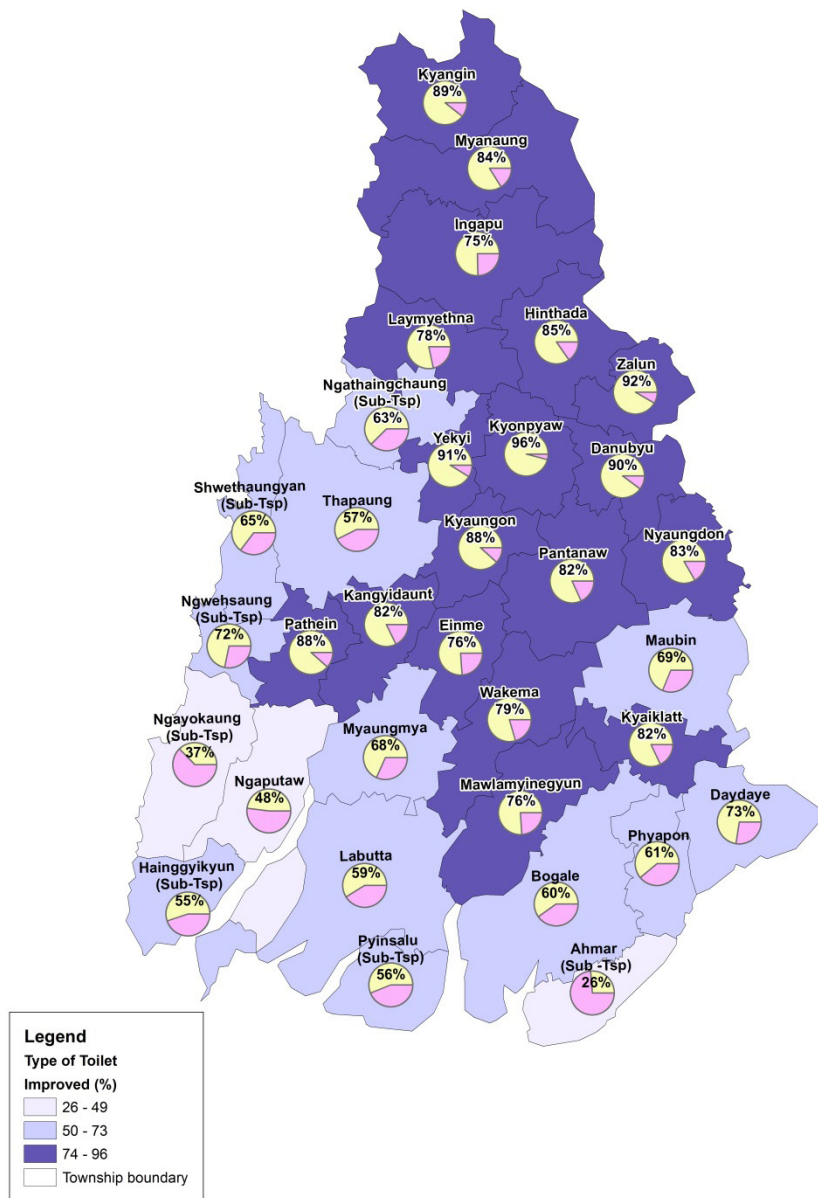 Kyangin
89%
Myanaung
84%
Ingapu
75%
Laymyethna
78%
Hinthada
85%
Zalun
92%
Ngathaingchaung
(Sub-Tsp)
63%
Yekyi
91%
Kyonpyaw
96%
Danubyu
90%
Shwethaungyan
(Sub-Tsp)
65%
Thapaung
57%
Kyaungon
88%
Pantanaw
82%
Nyaungdon
83%
Ngwehsaung
(Sub-Tsp)
72%
Pathein
88%
Kangyidaunt
82%
Einme
76%
Maubin
69%
Wakema
79%
Kyaiklatt
82%
Ngayokaung
(Sub-Tsp)
37%
Ngaputaw
48%
Myaungmya
68%
Mawlamyinegyun
76%
Daydaye
73%
Phyapon
61%
Hainggyikyun
(Sub-Tsp)
55%
Labutta
59%
Bogale
60%
Pyinsalu
(Sub-Tsp)
56%
Ahmar
(Sub -Tsp)
26%
Legend
Type of Toilet
Improved (%)
26 - 49
50 - 73
74 - 96
Township boundary